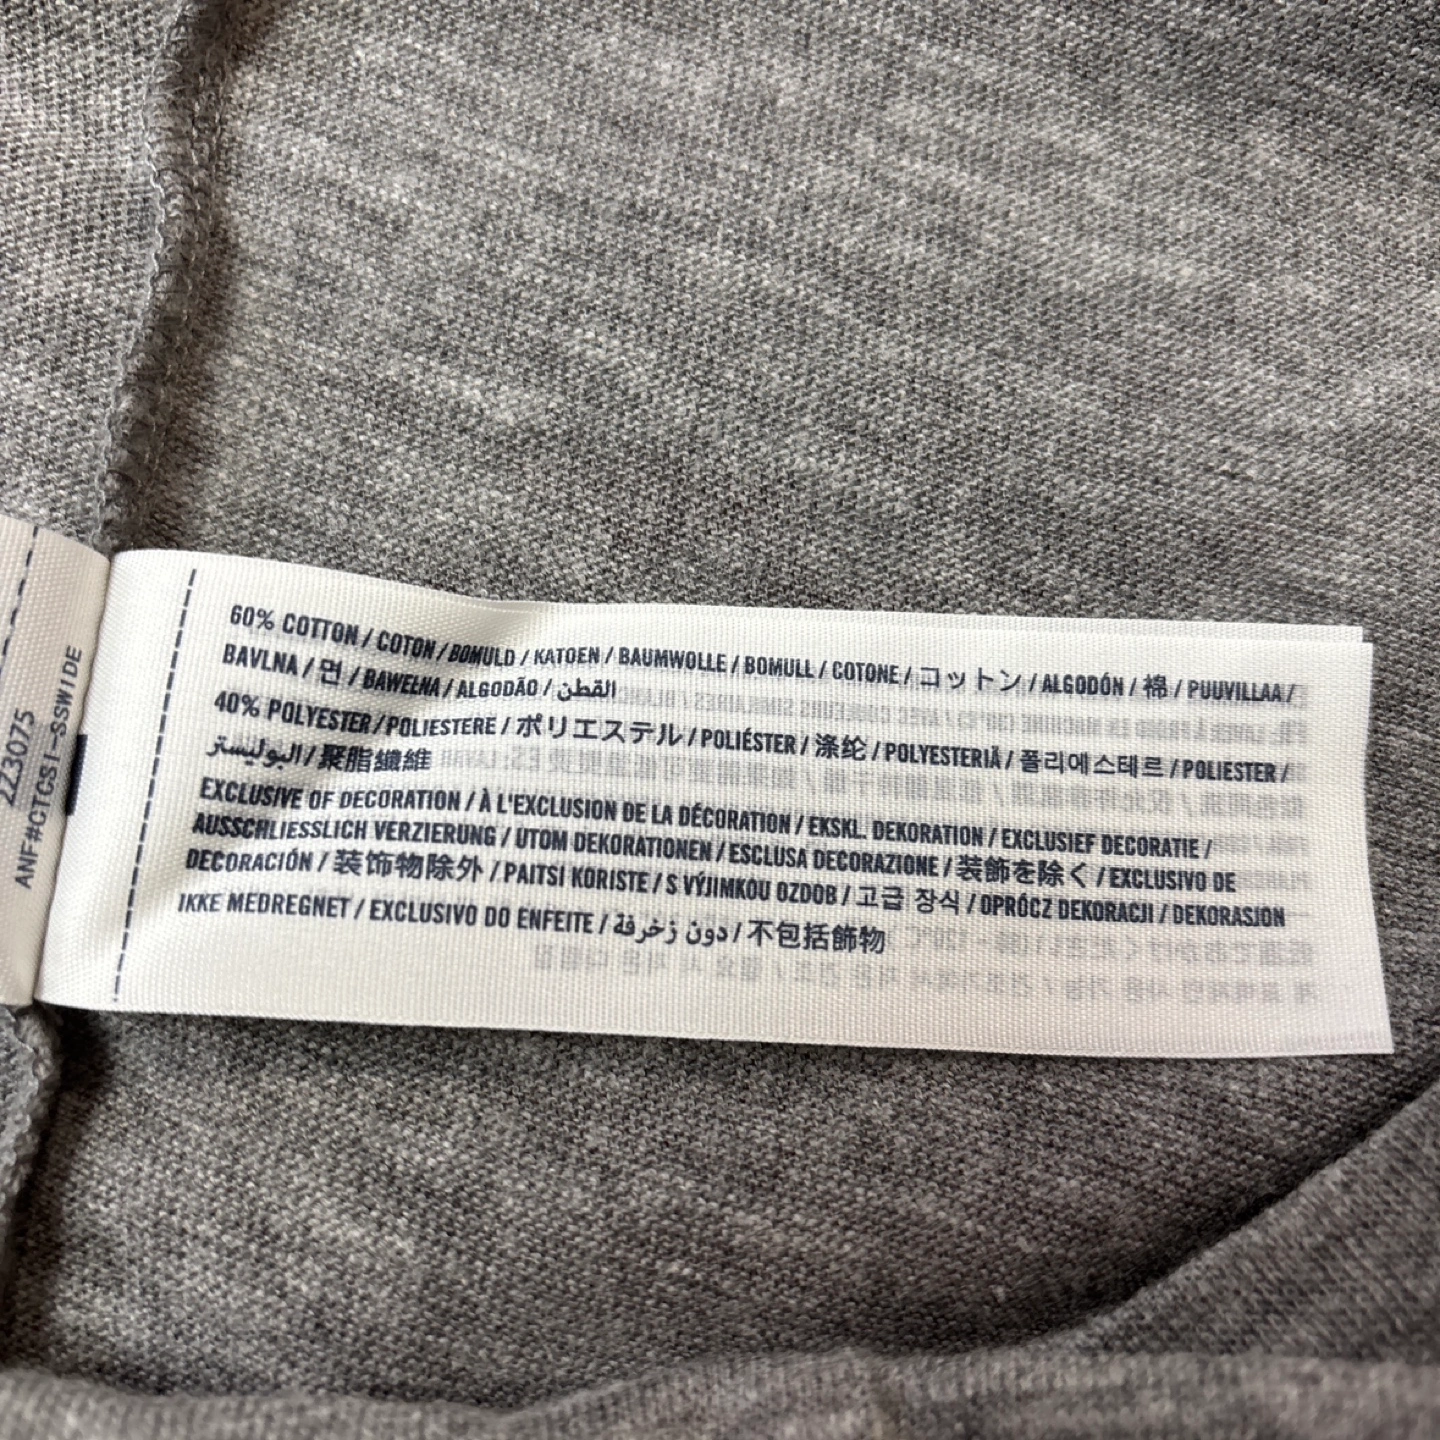 60% COTTON / COTON / BOMULD / KATOEN / BAUMWOLLE / BOMULL / COTONE / コットン / ALGODÓN / 棉 / PUUVILLAA /
BAVLNA / 면 / BAWEŁNA / ALGODÃO / القطن
40% POLYESTER / POLIESTERE / ポリエステル / POLIÉSTER / 涤纶 / POLYESTERIÄ / 폴리에스테르 / POLIESTER /
البوليستر / 聚脂纖維
EXCLUSIVE OF DECORATION / À L'EXCLUSION DE LA DÉCORATION / EKSKL. DEKORATION / EXCLUSIEF DECORATIE /
AUSSCHLIESSLICH VERZIERUNG / UTOM DEKORATIONEN / ESCLUSA DECORAZIONE / 装飾を除く / EXCLUSIVO DE
DECORACIÓN / 装饰物除外 / PAITSI KORISTE / S VÝJIMKOU OZDOB / 고급 장식 / OPRÓCZ DEKORACJI / DEKORASJON
IKKE MEDREGNET / EXCLUSIVO DO ENFEITE / دون زخرفة / 不包括飾物
223075
ANF#CTCSI-SSWIDE